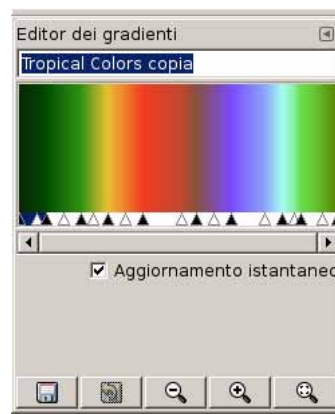 Editor dei gradienti
Tropical Colors copia
Aggiornamento istantaneo